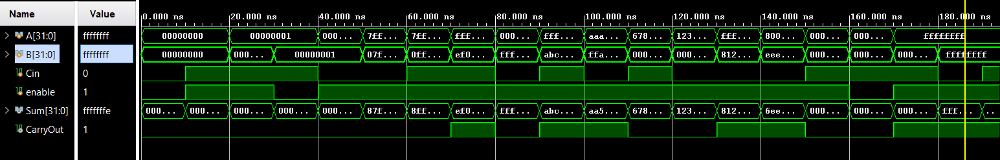 Name Value 0.000 ns 20.000 ns 40.000 ns 60.000 ns 80.000 ns 100.000 ns 120.000 ns 140.000 ns 160.000 ns 180.000 ns
A[31:0] ffffffff 00000000 00000001 000... 7ff... 7ff... fff... 000... fff... aaa... 678... 123... fff... 800... 000... 000... ffffffff
B[31:0] ffffffff 00000000 000... 00000001 07f... 0ff... ef0... fff... abc... ffa... 000... 000... 812... eee... 000... 000... 000... ffffffff
Cin 0
enable 1
Sum[31:0] fffffffe 000... 000... 000... 000... 000... 87f... 8ff... ef0... fff... abc... aa5... 678... 123... 812... 6ee... 000... 000... 000... fff... ..
CarryOut 1